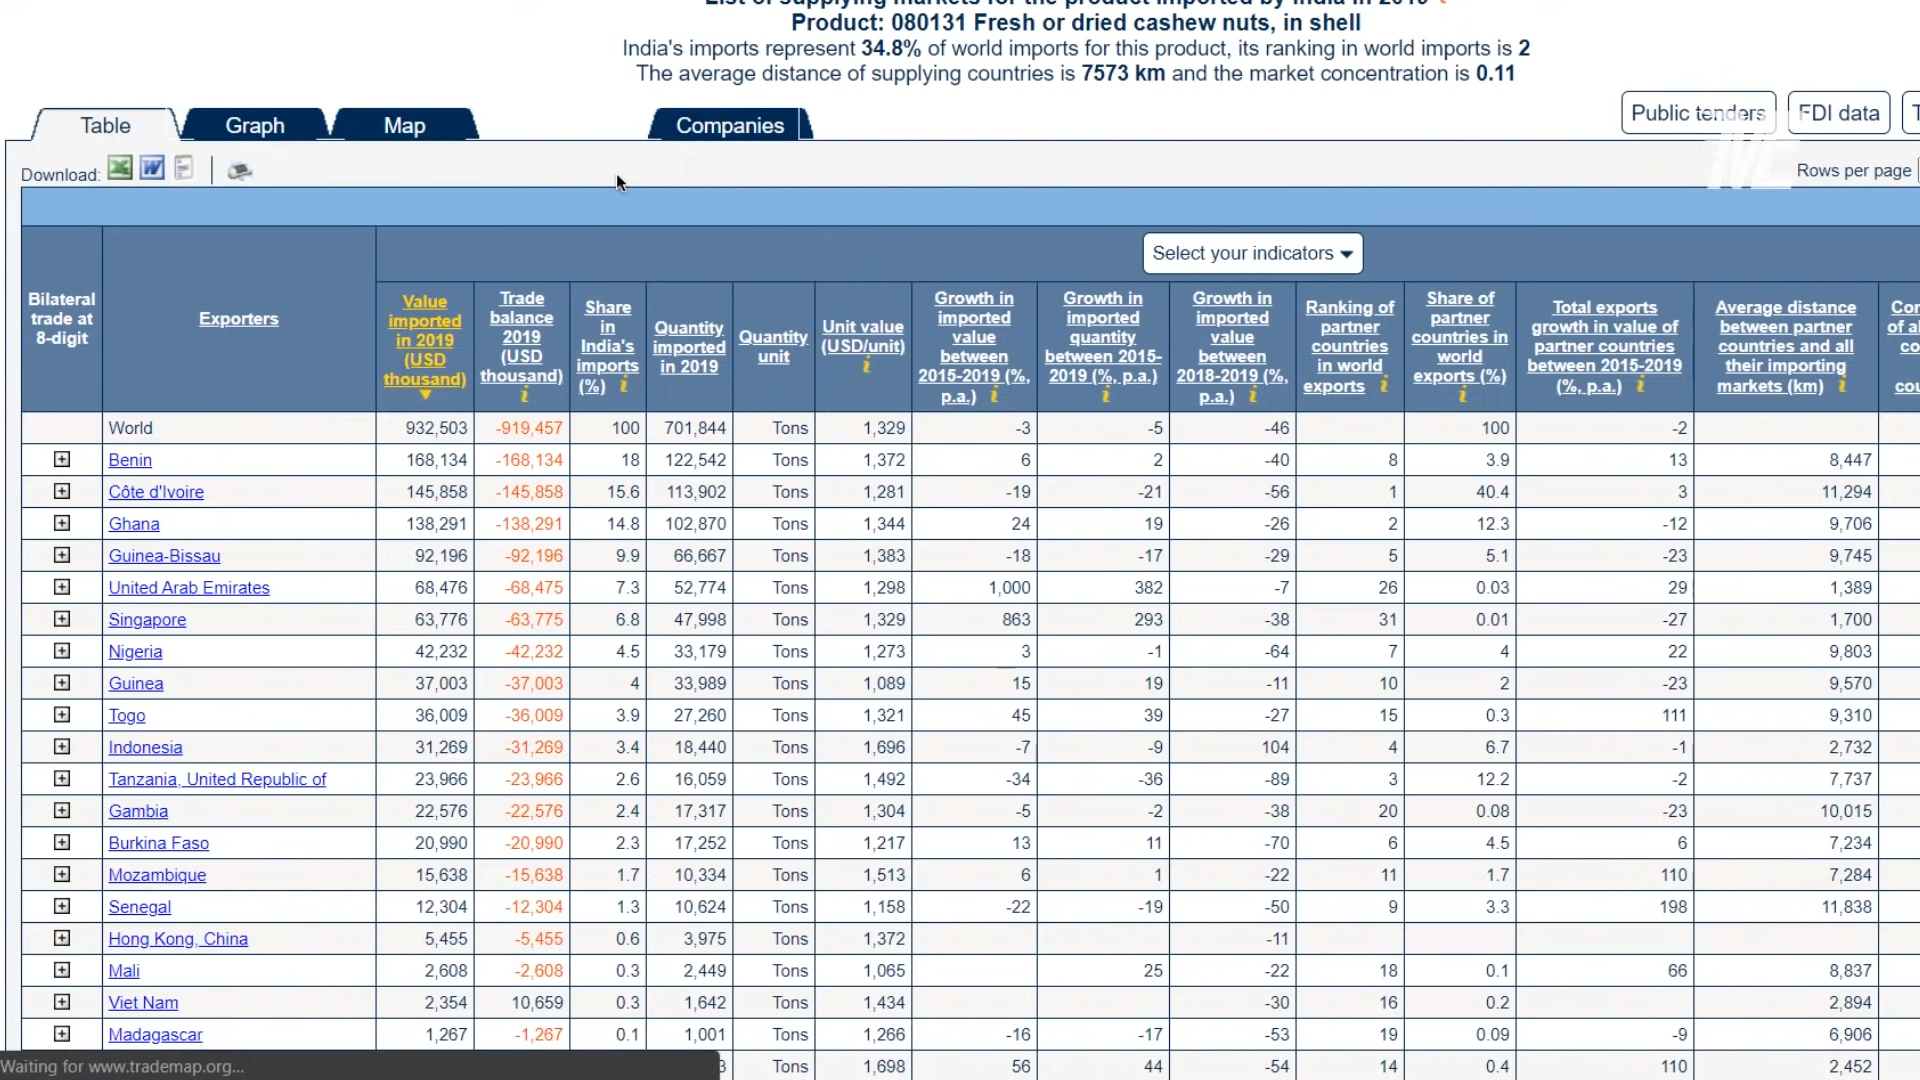 Product: 080131 Fresh or dried cashew nuts, in shell
India's imports represent 34.8% of world imports for this product, its ranking in world imports is 2
The average distance of supplying countries is 7573 km and the market concentration is 0.11
Table Graph Map Companies Public tenders FDI data
Download: Rows per page
Select your indicators
Bilateral trade at 8-digit
Exporters
Value imported in 2019 (USD thousand)
Trade balance 2019 (USD thousand) i
Share in India's imports (%) i
Quantity imported in 2019
Quantity unit
Unit value (USD/unit) i
Growth in imported value between 2015-2019 (%, p.a.) i
Growth in imported quantity between 2015-2019 (%, p.a.) i
Growth in imported value between 2018-2019 (%, p.a.) i
Ranking of partner countries in world exports i
Share of partner countries in world exports (%) i
Total exports growth in value of partner countries between 2015-2019 (%, p.a.) i
Average distance between partner countries and all their importing markets (km) i
World 932,503 -919,457 100 701,844 Tons 1,329 -3 -5 -46 100 -2
Benin 168,134 -168,134 18 122,542 Tons 1,372 6 2 -40 8 3.9 13 8,447
Côte d'Ivoire 145,858 -145,858 15.6 113,902 Tons 1,281 -19 -21 -56 1 40.4 3 11,294
Ghana 138,291 -138,291 14.8 102,870 Tons 1,344 24 19 -26 2 12.3 -12 9,706
Guinea-Bissau 92,196 -92,196 9.9 66,667 Tons 1,383 -18 -17 -29 5 5.1 -23 9,745
United Arab Emirates 68,476 -68,475 7.3 52,774 Tons 1,298 1,000 382 -7 26 0.03 29 1,389
Singapore 63,776 -63,775 6.8 47,998 Tons 1,329 863 293 -38 31 0.01 -27 1,700
Nigeria 42,232 -42,232 4.5 33,179 Tons 1,273 3 -1 -64 7 4 22 9,803
Guinea 37,003 -37,003 4 33,989 Tons 1,089 15 19 -11 10 2 -23 9,570
Togo 36,009 -36,009 3.9 27,260 Tons 1,321 45 39 -27 15 0.3 111 9,310
Indonesia 31,269 -31,269 3.4 18,440 Tons 1,696 -7 -9 104 4 6.7 -1 2,732
Tanzania, United Republic of 23,966 -23,966 2.6 16,059 Tons 1,492 -34 -36 -89 3 12.2 -2 7,737
Gambia 22,576 -22,576 2.4 17,317 Tons 1,304 -5 -2 -38 20 0.08 -23 10,015
Burkina Faso 20,990 -20,990 2.3 17,252 Tons 1,217 13 11 -70 6 4.5 6 7,234
Mozambique 15,638 -15,638 1.7 10,334 Tons 1,513 6 1 -22 11 1.7 110 7,284
Senegal 12,304 -12,304 1.3 10,624 Tons 1,158 -22 -19 -50 9 3.3 198 11,838
Hong Kong, China 5,455 -5,455 0.6 3,975 Tons 1,372 -11
Mali 2,608 -2,608 0.3 2,449 Tons 1,065 25 -22 18 0.1 66 8,837
Viet Nam 2,354 10,659 0.3 1,642 Tons 1,434 -30 16 0.2 2,894
Madagascar 1,267 -1,267 0.1 1,001 Tons 1,266 -16 -17 -53 19 0.09 -9 6,906
Waiting for www.trademap.org... Tons 1,698 56 44 -54 14 0.4 110 2,452